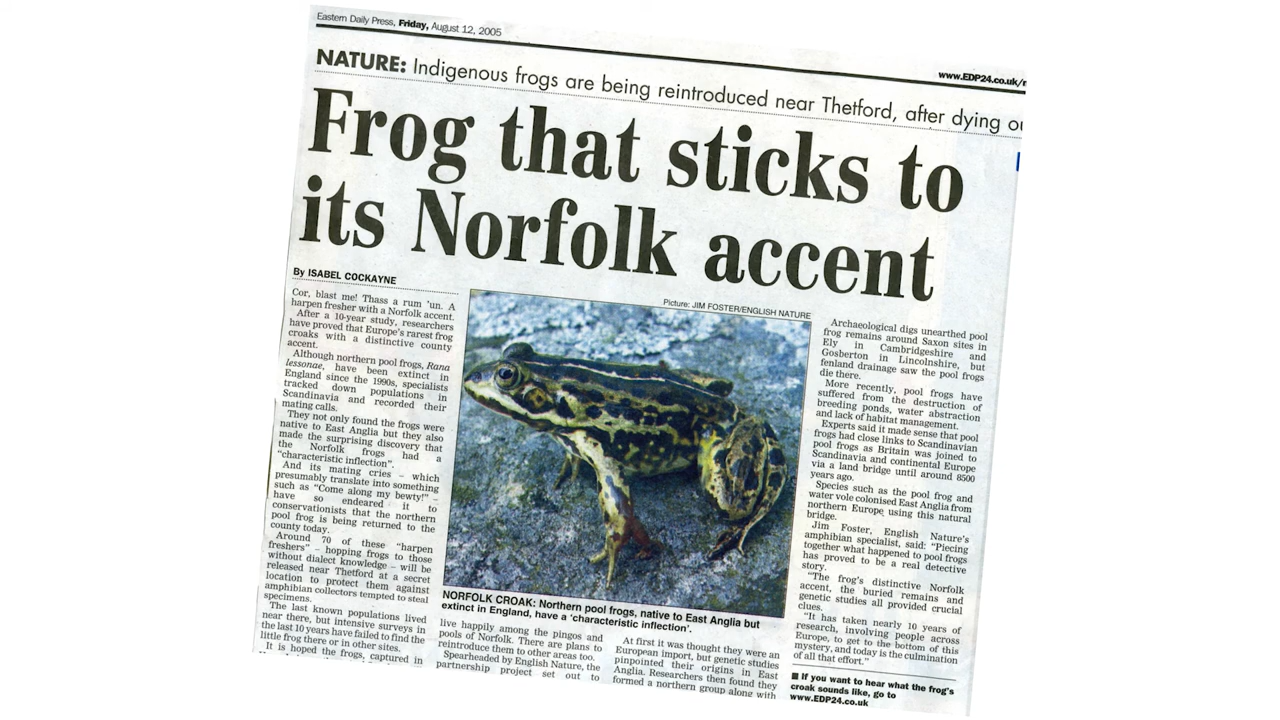 Eastern Daily Press, Friday, August 12, 2005
www.EDP24.co.uk/
NATURE: Indigenous frogs are being reintroduced near Thetford, after dying
Frog that sticks to
its Norfolk accent
By ISABEL COCKAYNE
Cor, blast me! Thass a rum 'un. A
harpen fresher with a Norfolk accent.
After a 10-year study, researchers
have proved that Europe's rarest frog
croaks with a distinctive county
accent.
Although northern pool frogs, Rana
lessonae, have been extinct in
England since the 1990s, specialists
tracked down populations in
Scandinavia and recorded their
mating calls.
They not only found the frogs were
native to East Anglia but they also
made the surprising discovery that
the Norfolk frogs had a
"characteristic inflection".
And its mating cries – which
presumably translate into something
such as "Come along my bewty!" –
have so endeared it to
conservationists that the northern
pool frog is being returned to the
county today.
Around 70 of these "harpen
freshers" – hopping frogs to those
without dialect knowledge – will be
released near Thetford at a secret
location to protect them against
amphibian collectors tempted to steal
specimens.
The last known populations lived
near there, but intensive surveys in
the last 10 years have failed to find the
little frog there or in other sites.
It is hoped the frogs, captured in
Picture: JIM FOSTER/ENGLISH NATURE
NORFOLK CROAK: Northern pool frogs, native to East Anglia but
extinct in England, have a 'characteristic inflection'.
live happily among the pingos and
pools of Norfolk. There are plans to
reintroduce them to other areas too.
Spearheaded by English Nature, the
partnership project set out to
At first it was thought they were an
European import, but genetic studies
pinpointed their origins in East
Anglia. Researchers then found they
formed a northern group along with
Archaeological digs unearthed pool
frog remains around Saxon sites in
Ely in Cambridgeshire and
Gosberton in Lincolnshire, but
fenland drainage saw the pool frogs
die there.
More recently, pool frogs have
suffered from the destruction of
breeding ponds, water abstraction
and lack of habitat management.
Experts said it made sense that pool
frogs had close links to Scandinavian
pool frogs as Britain was joined to
Scandinavia and continental Europe
via a land bridge until around 8500
years ago.
Species such as the pool frog and
water vole colonised East Anglia from
northern Europe using this natural
bridge.
Jim Foster, English Nature's
amphibian specialist, said: "Piecing
together what happened to pool frogs
has proved to be a real detective
story.
"The frog's distinctive Norfolk
accent, the buried remains and
genetic studies all provided crucial
clues.
"It has taken nearly 10 years of
research, involving people across
Europe, to get to the bottom of this
mystery, and today is the culmination
of all that effort."
■ If you want to hear what the frog's
croak sounds like, go to
www.EDP24.co.uk